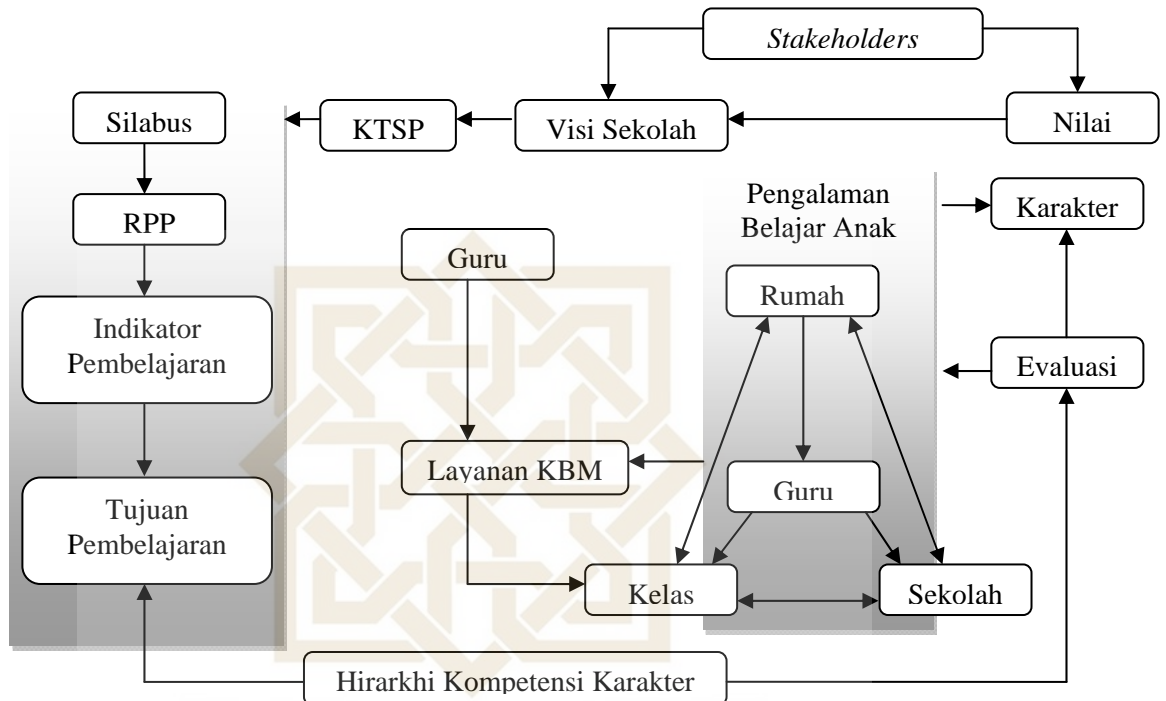 Stakeholders
Silabus
KTSP
Visi Sekolah
Nilai
RPP
Pengalaman
Belajar Anak
Karakter
Guru
Rumah
Indikator
Pembelajaran
Evaluasi
Layanan KBM
Guru
Tujuan
Pembelajaran
Kelas
Sekolah
Hirarkhi Kompetensi Karakter